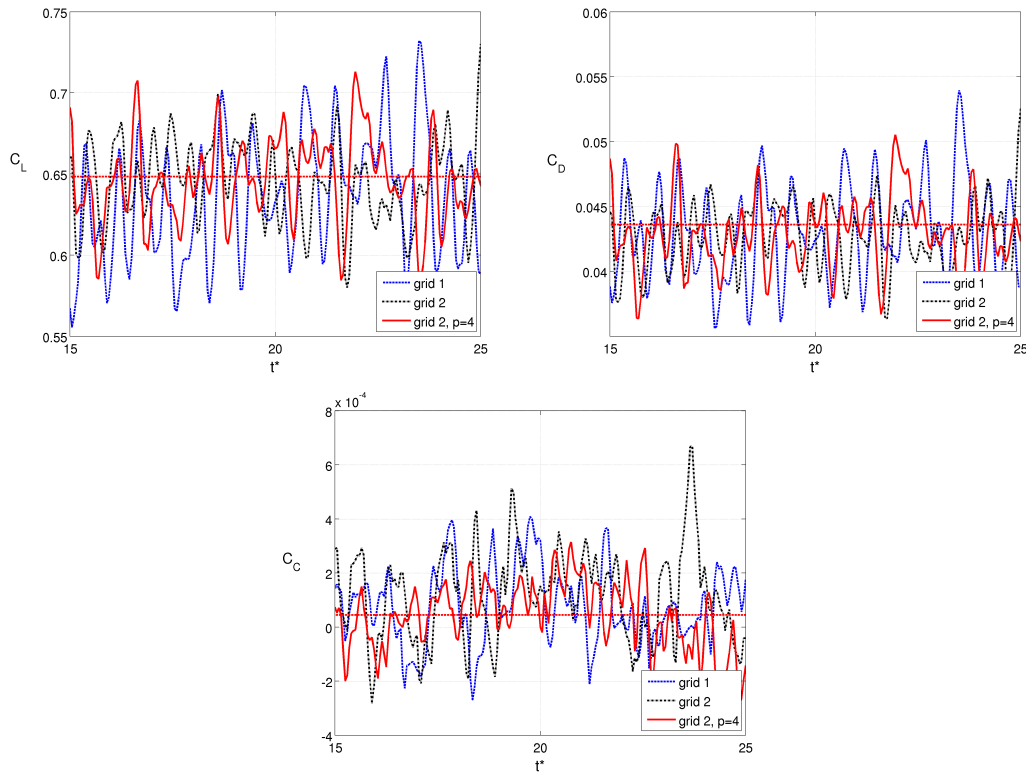 0.75
0.7
C_L
0.65
0.6
0.55
15
20
25
t*
grid 1
grid 2
grid 2, p=4
0.06
0.055
0.05
C_D
0.045
0.04
15
20
25
t*
grid 1
grid 2
grid 2, p=4
x 10^-4
8
6
4
2
C_C
0
-2
-4
15
20
25
t*
grid 1
grid 2
grid 2, p=4